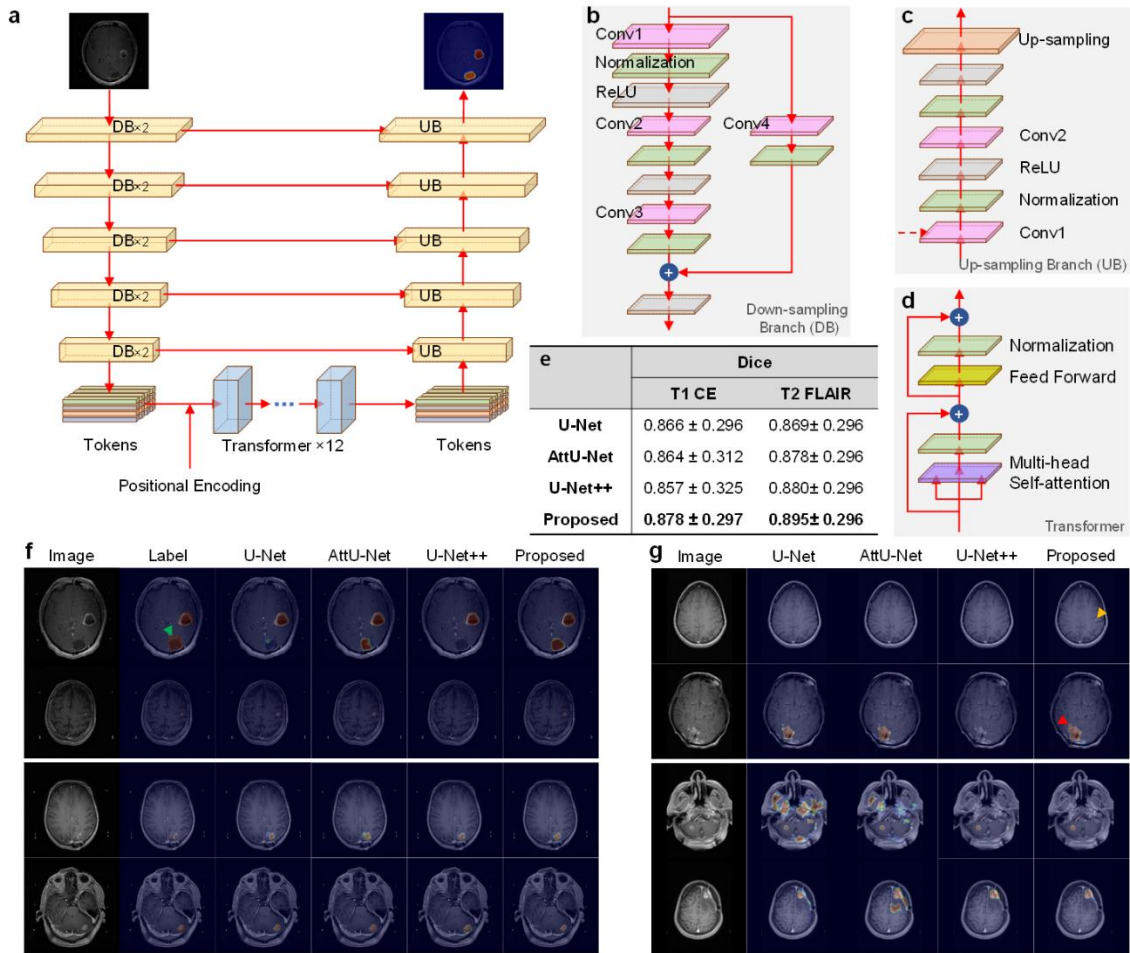 a
DB×2
UB
DB×2
UB
DB×2
UB
DB×2
UB
DB×2
UB
Tokens
Transformer ×12
Tokens
Positional Encoding
b
Conv1
Normalization
ReLU
Conv2
Conv4
Conv3
Down-sampling
Branch (DB)
c
Up-sampling
Conv2
ReLU
Normalization
Conv1
Up-sampling Branch (UB)
d
Normalization
Feed Forward
Multi-head
Self-attention
Transformer
e
Dice
T1 CE T2 FLAIR
U-Net 0.866 ± 0.296 0.869± 0.296
AttU-Net 0.864 ± 0.312 0.878± 0.296
U-Net++ 0.857 ± 0.325 0.880± 0.296
Proposed 0.878 ± 0.297 0.895± 0.296
f
Image Label U-Net AttU-Net U-Net++ Proposed
g
Image U-Net AttU-Net U-Net++ Proposed